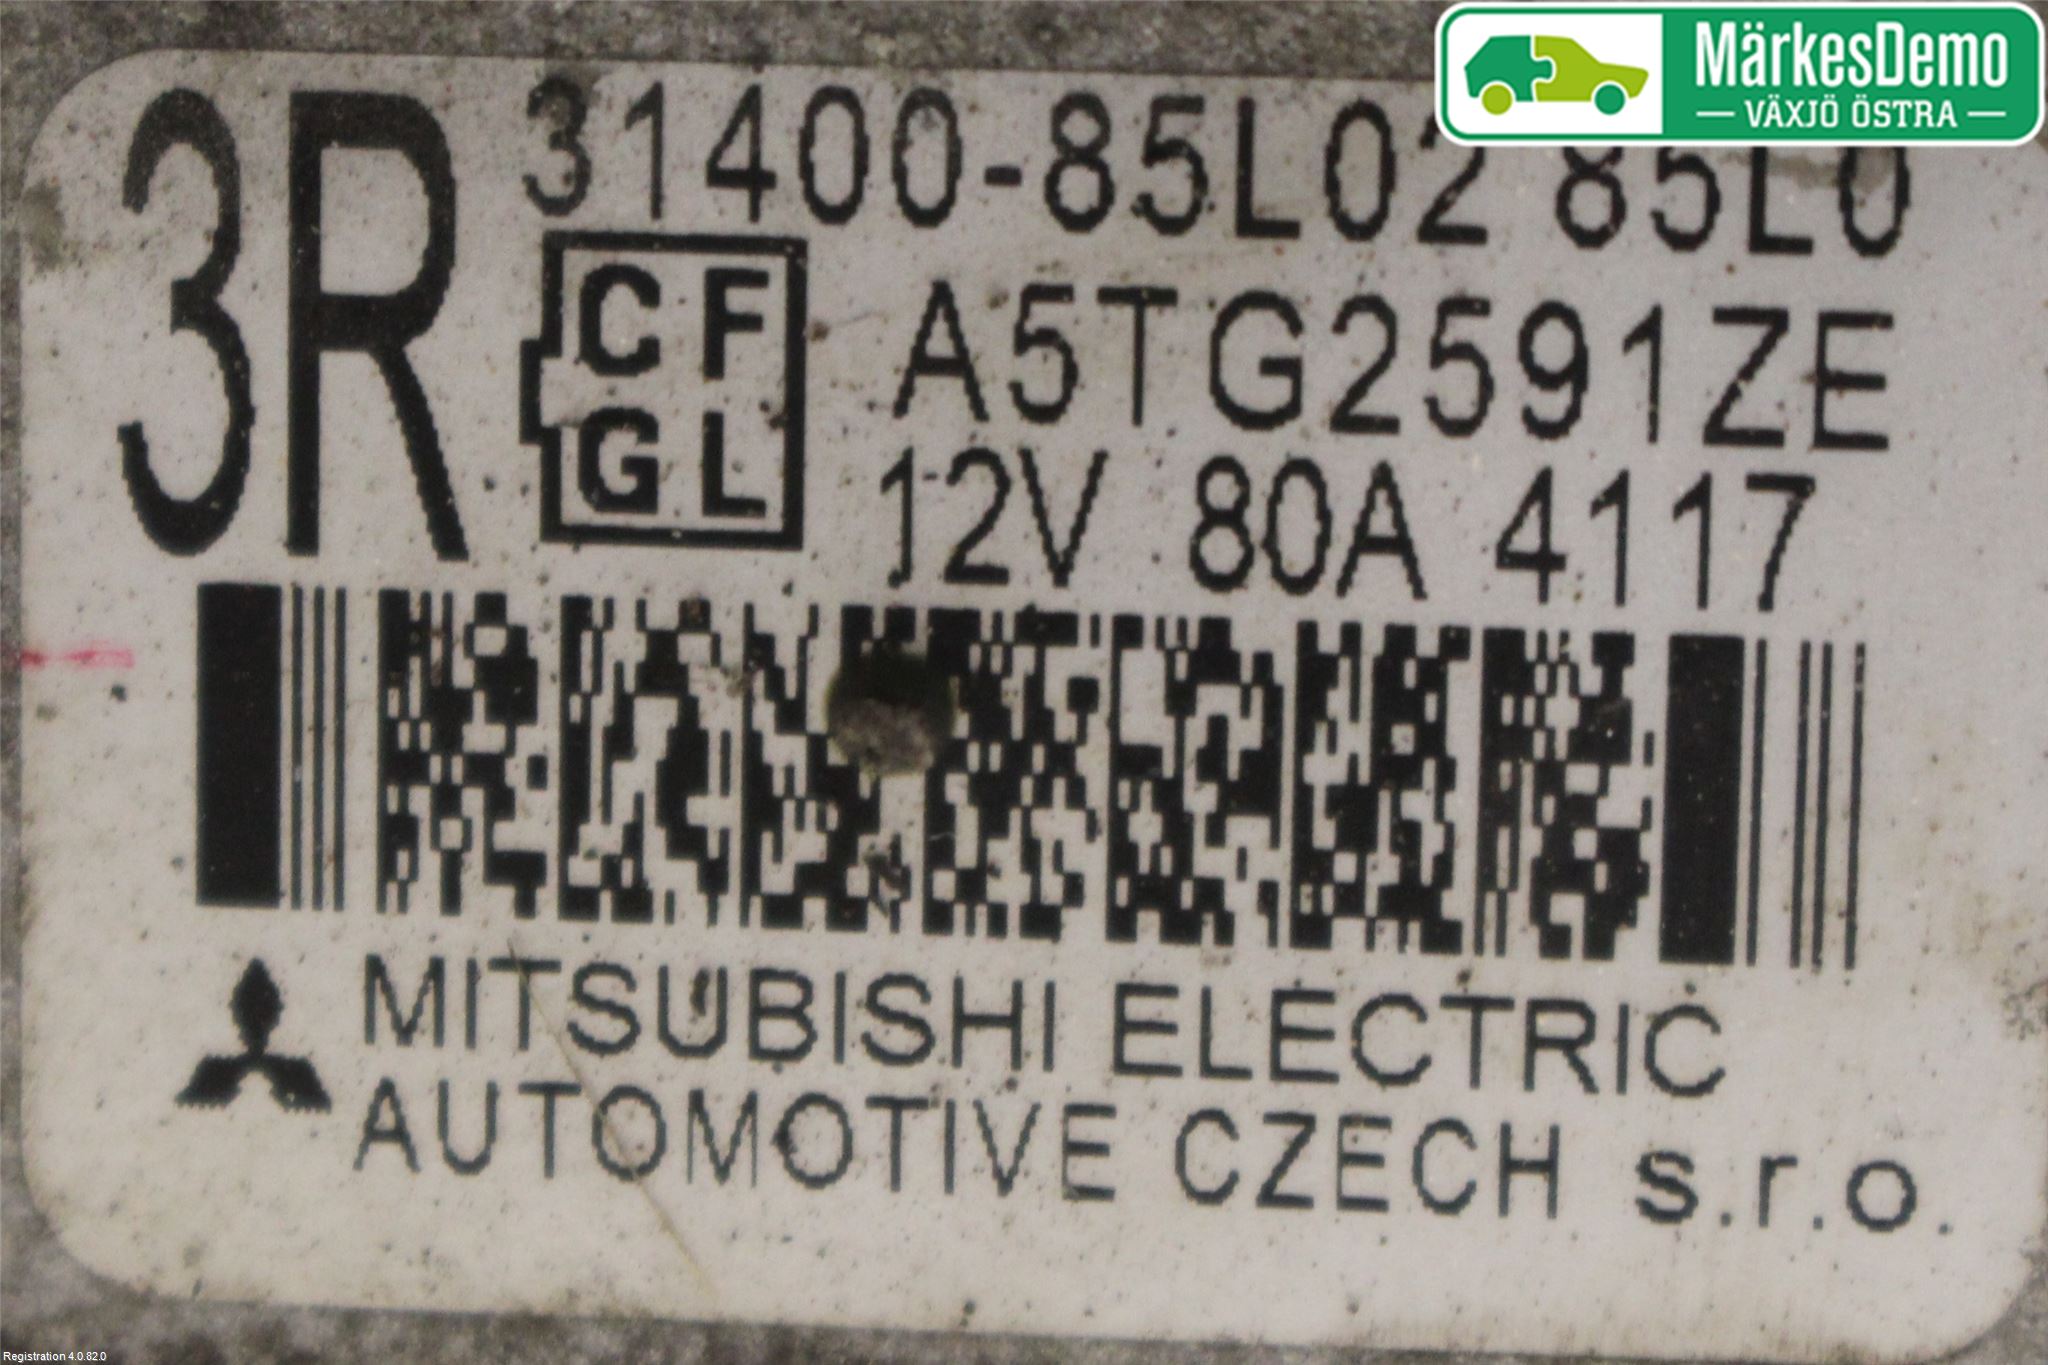 MärkesDemo
VÄXJÖ ÖSTRA
3R
31400-85L02 85L0
C F
G L
A5TG2591ZE
12V 80A 4117
MITSUBISHI ELECTRIC
AUTOMOTIVE CZECH s.r.o.
Registration 4.0.82.0